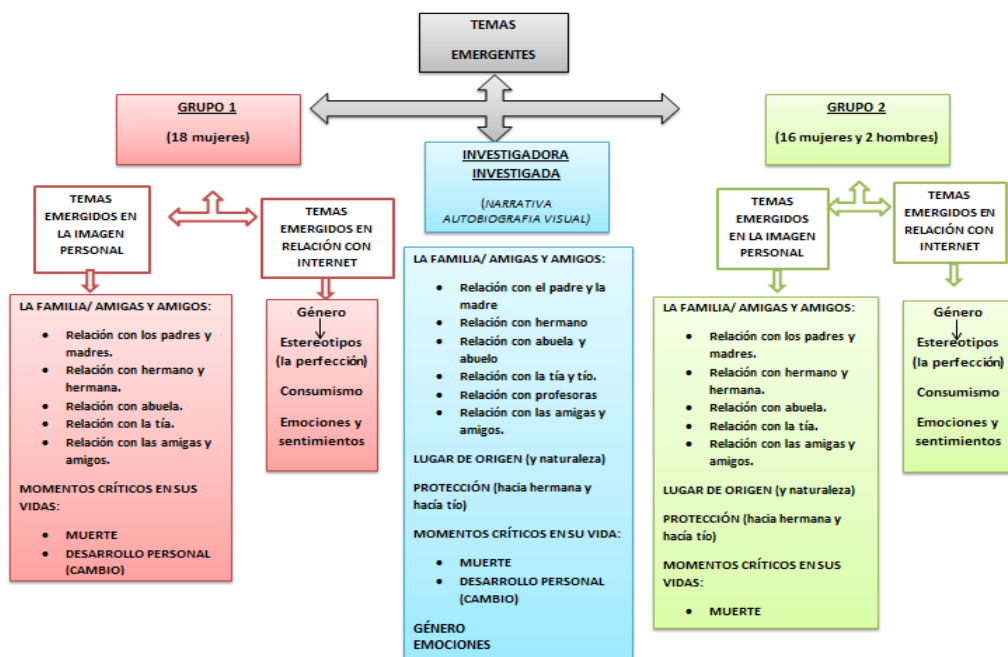 TEMAS
EMERGENTES
GRUPO 1
(18 mujeres)
GRUPO 2
(16 mujeres y 2 hombres)
INVESTIGADORA
INVESTIGADA
(NARRATIVA
AUTOBIOGRAFIA VISUAL)
TEMAS
EMERGIDOS EN
LA IMAGEN
PERSONAL
TEMAS
EMERGIDOS EN
RELACIÓN CON
INTERNET
TEMAS
EMERGIDOS
EN LA IMAGEN
PERSONAL
TEMAS
EMERGIDOS EN
RELACIÓN CON
INTERNET
LA FAMILIA/ AMIGAS Y AMIGOS:
• Relación con los padres y
madres.
• Relación con hermano y
hermana.
• Relación con abuela.
• Relación con la tía.
• Relación con las amigas y
amigos.
MOMENTOS CRÍTICOS EN SUS
VIDAS:
• MUERTE
• DESARROLLO PERSONAL
(CAMBIO)
Género
Estereotipos
(la perfección)
Consumismo
Emociones y
sentimientos
LA FAMILIA/ AMIGAS Y AMIGOS:
• Relación con el padre y la
madre
• Relación con hermano
• Relación con abuela y
abuelo
• Relación con la tía y tío.
• Relación con profesoras
• Relación con las amigas y
amigos.
LUGAR DE ORIGEN (y naturaleza)
PROTECCIÓN (hacia hermana y
hacía tío)
MOMENTOS CRÍTICOS EN SU VIDA:
• MUERTE
• DESARROLLO PERSONAL
(CAMBIO)
GÉNERO
EMOCIONES
LA FAMILIA/ AMIGAS Y AMIGOS:
• Relación con los padres y
madres.
• Relación con hermano y
hermana.
• Relación con abuela.
• Relación con la tía.
• Relación con las amigas y
amigos.
LUGAR DE ORIGEN (y naturaleza)
PROTECCIÓN (hacia hermana y
hacía tío)
MOMENTOS CRÍTICOS EN SUS
VIDAS:
• MUERTE
Género
Estereotipos
(la perfección)
Consumismo
Emociones y
sentimientos